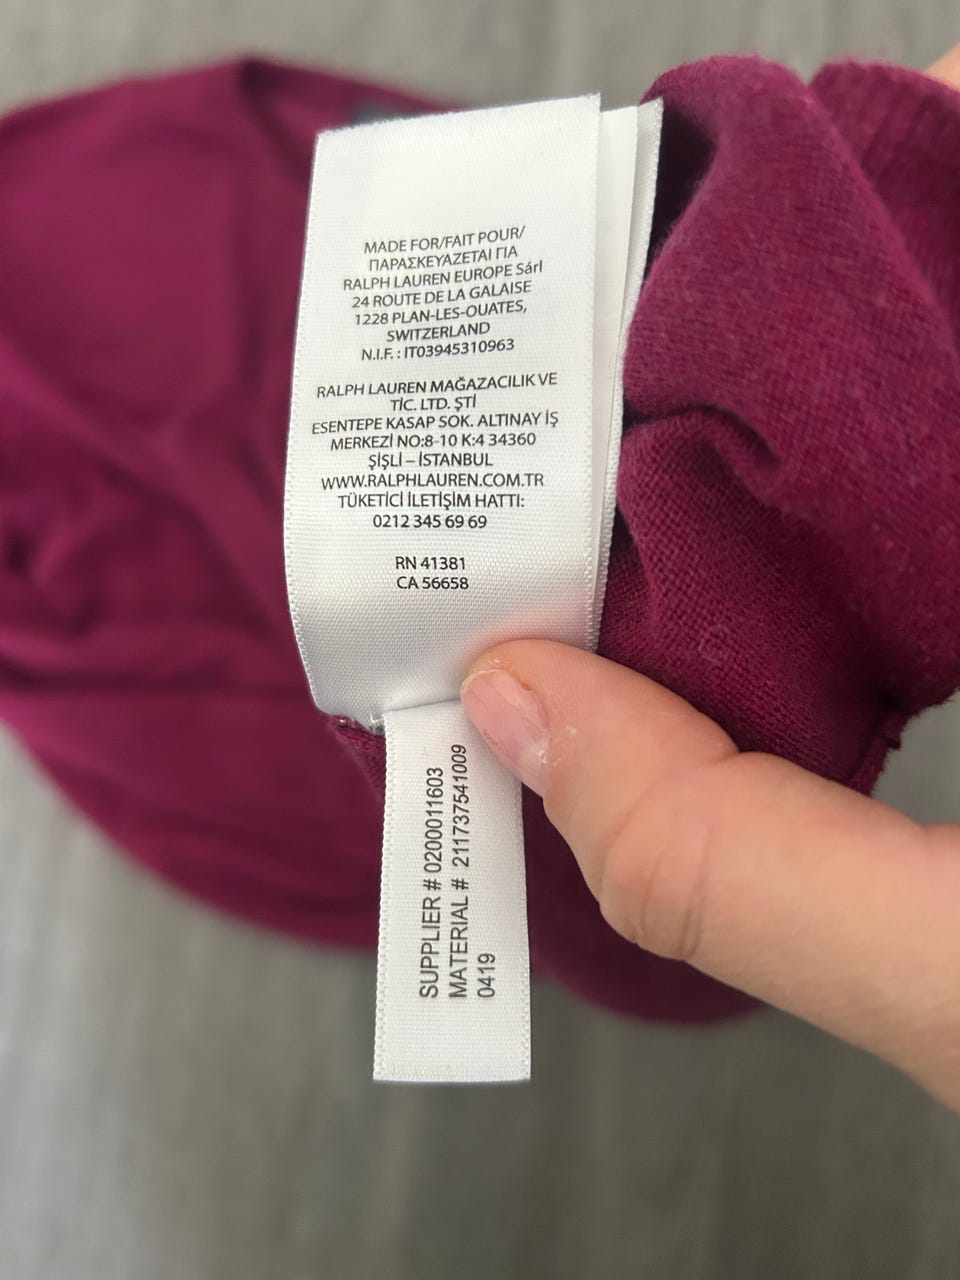 MADE FOR/FAIT POUR/
ΠΑΡΑΣΚΕΥΑΖΕΤΑΙ ΓΙΑ
RALPH LAUREN EUROPE Sárl
24 ROUTE DE LA GALAISE
1228 PLAN-LES-OUATES,
SWITZERLAND
N.I.F. : IT03945310963
RALPH LAUREN MAĞAZACILIK VE
TİC. LTD. ŞTİ
ESENTEPE KASAP SOK. ALTINAY İŞ
MERKEZİ NO:8-10 K:4 34360
ŞİŞLİ – İSTANBUL
WWW.RALPHLAUREN.COM.TR
TÜKETİCİ İLETİŞİM HATTI:
0212 345 69 69
RN 41381
CA 56658
SUPPLIER # 0200011603
MATERIAL # 211737541009
0419